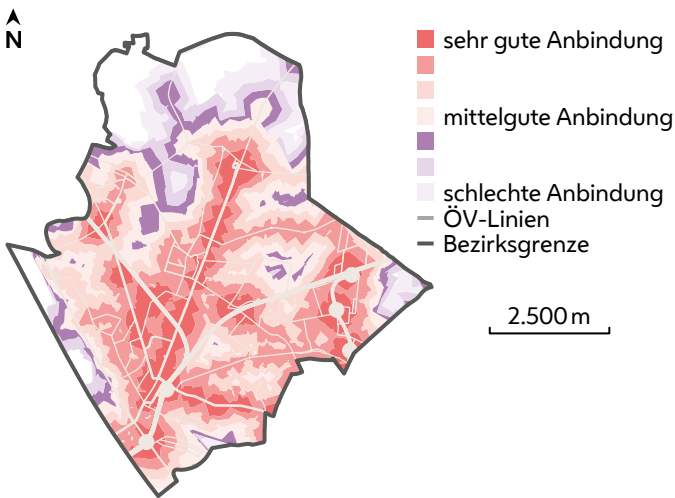 N
sehr gute Anbindung
mittelgute Anbindung
schlechte Anbindung
ÖV-Linien
Bezirksgrenze
2.500 m